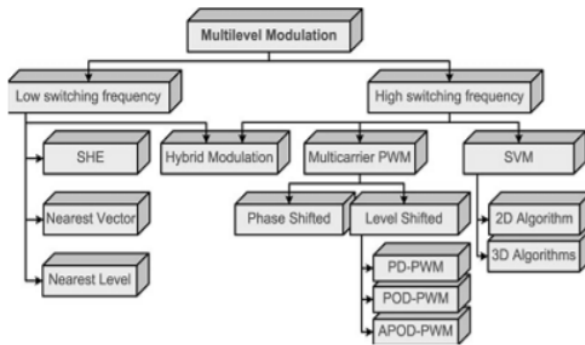 Multilevel Modulation
Low switching frequency
High switching frequency
SHE
Hybrid Modulation
Multicarrier PWM
SVM
Nearest Vector
Phase Shifted
Level Shifted
2D Algorithm
3D Algorithms
Nearest Level
PD-PWM
POD-PWM
APOD-PWM